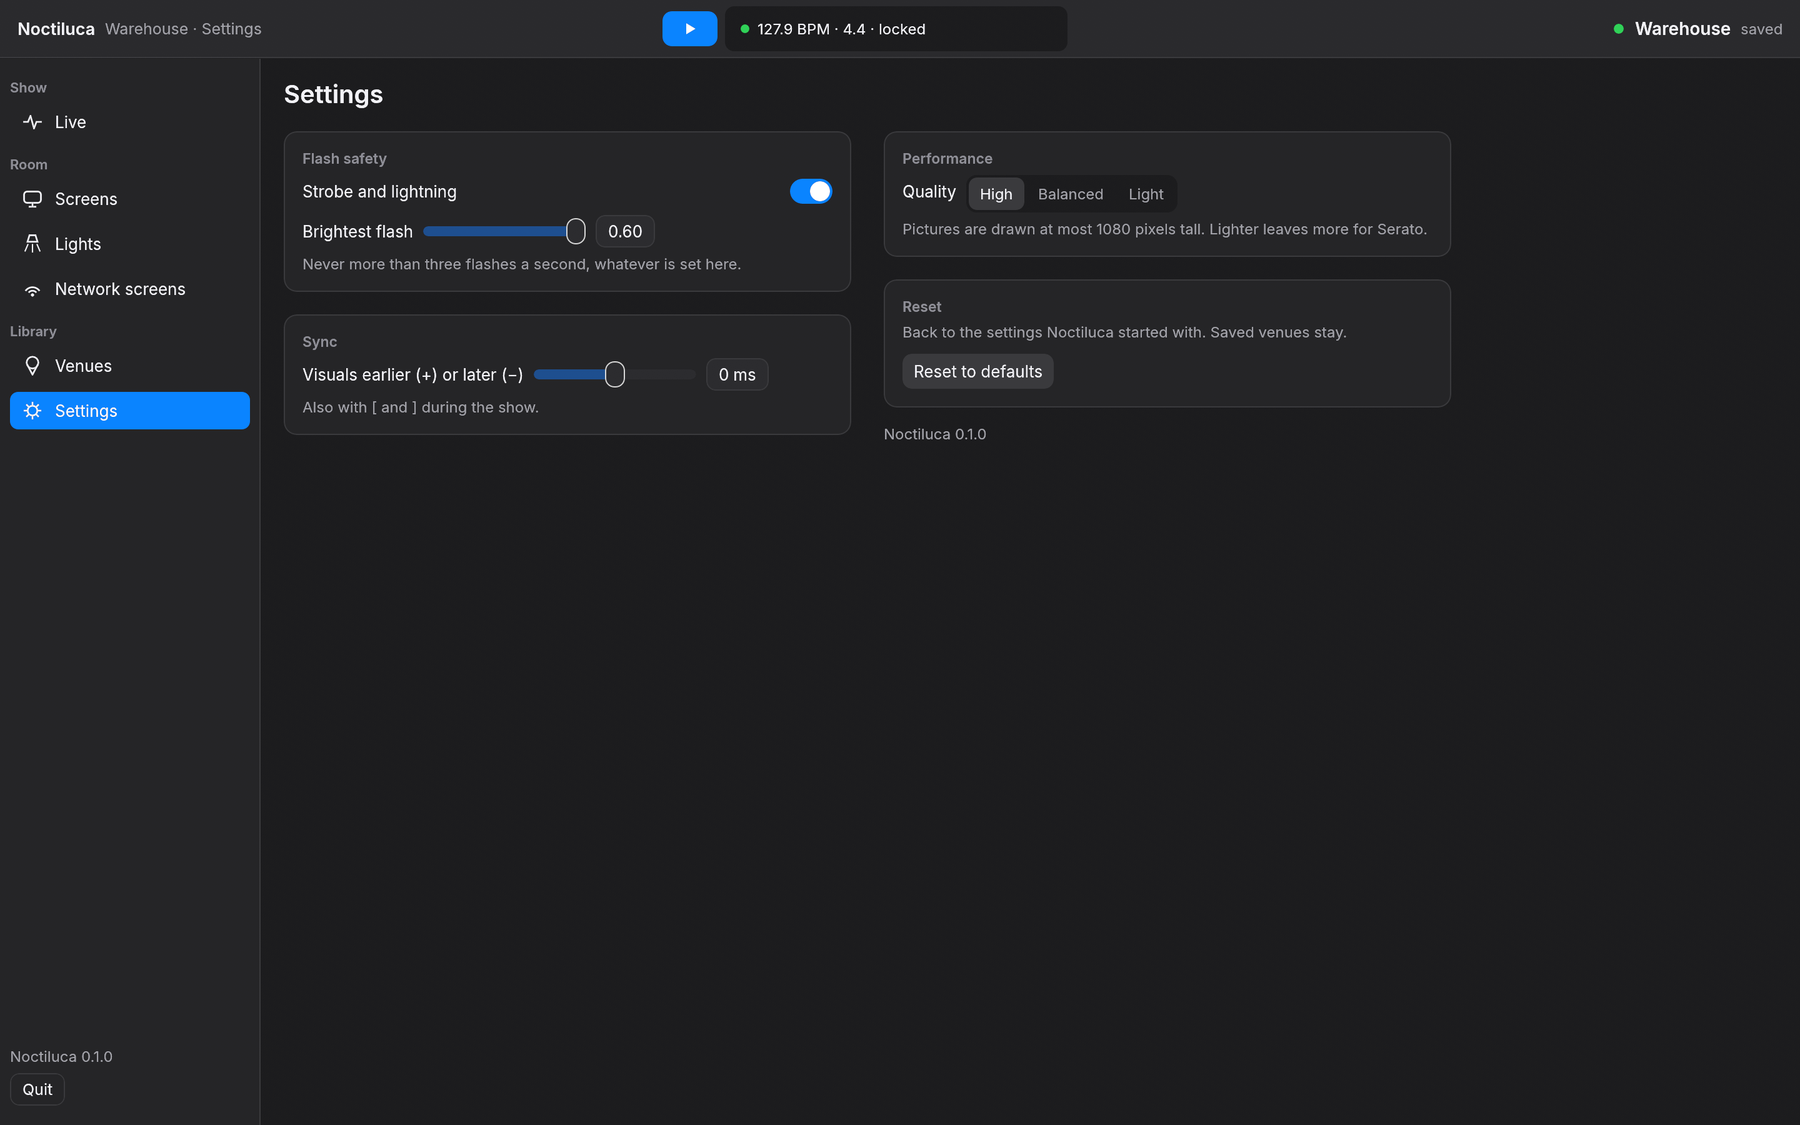 Noctiluca Warehouse · Settings
127.9 BPM · 4.4 · locked
Warehouse saved
Show
Live
Room
Screens
Lights
Network screens
Library
Venues
Settings
Noctiluca 0.1.0
Quit
Settings
Flash safety
Strobe and lightning
Brightest flash 0.60
Never more than three flashes a second, whatever is set here.
Sync
Visuals earlier (+) or later (−) 0 ms
Also with [ and ] during the show.
Performance
Quality High Balanced Light
Pictures are drawn at most 1080 pixels tall. Lighter leaves more for Serato.
Reset
Back to the settings Noctiluca started with. Saved venues stay.
Reset to defaults
Noctiluca 0.1.0